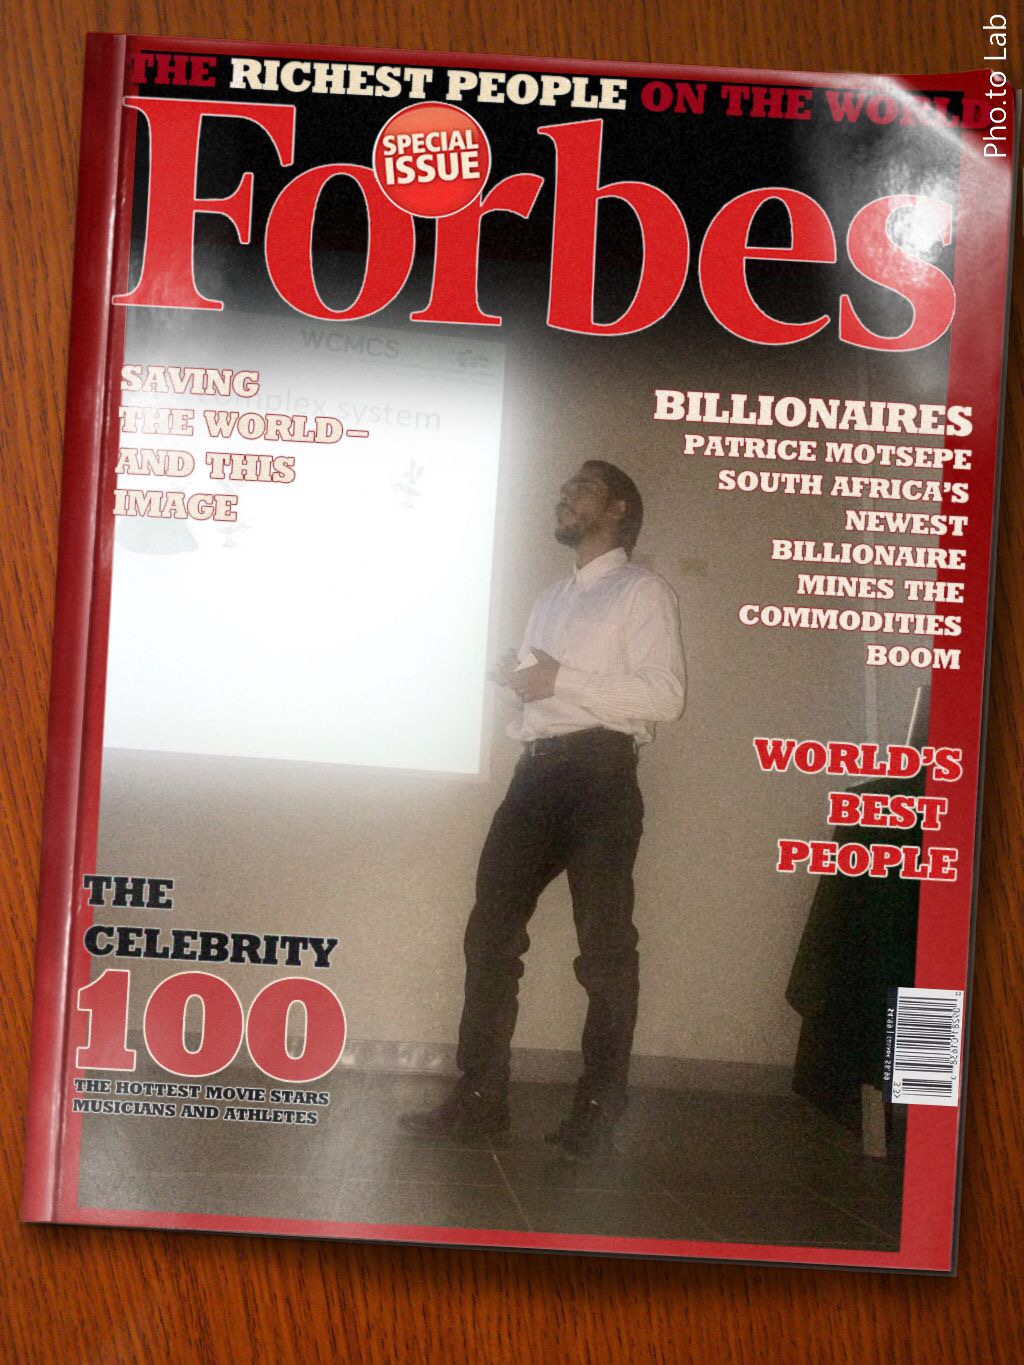 Pho.to Lab
THE RICHEST PEOPLE ON THE WORLD
Forbes
SPECIAL
ISSUE
WCMCS
complex system
SAVING
THE WORLD–
AND THIS
IMAGE
BILLIONAIRES
PATRICE MOTSEPE
SOUTH AFRICA'S
NEWEST
BILLIONAIRE
MINES THE
COMMODITIES
BOOM
WORLD'S
BEST
PEOPLE
THE
CELEBRITY
100
THE HOTTEST MOVIE STARS
MUSICIANS AND ATHLETES